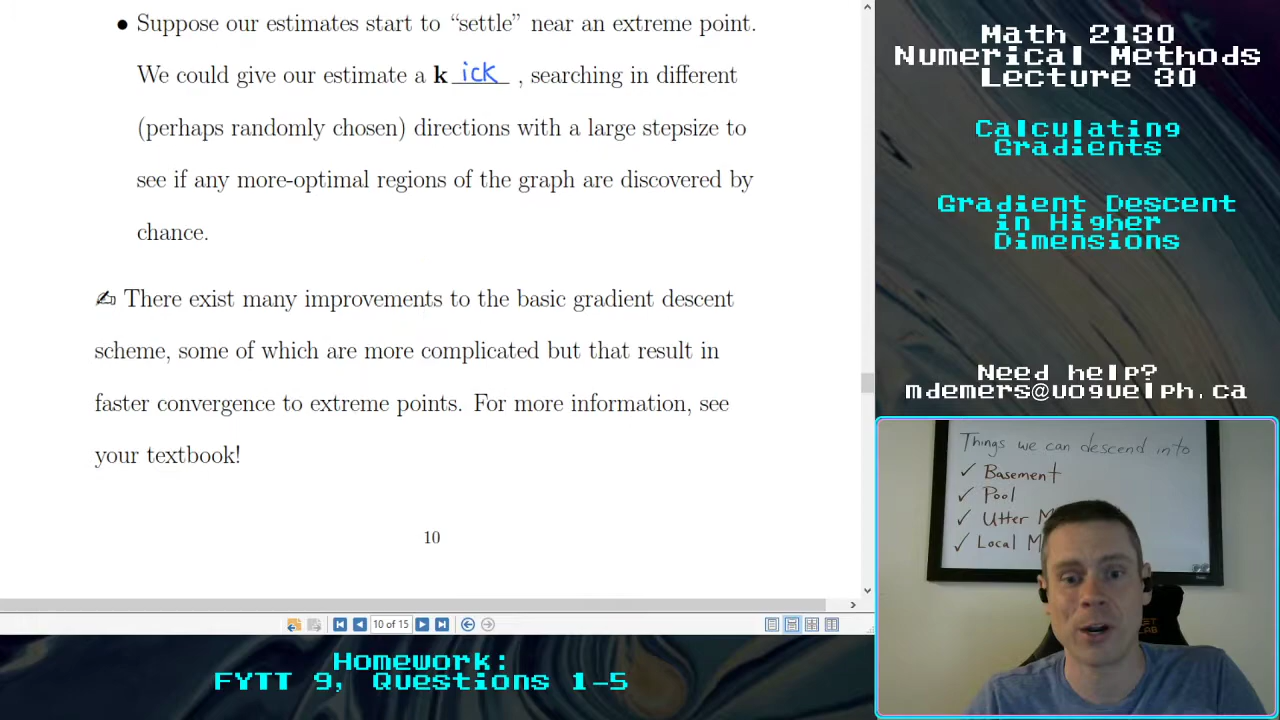 • Suppose our estimates start to “settle” near an extreme point.
We could give our estimate a kick , searching in different
(perhaps randomly chosen) directions with a large stepsize to
see if any more-optimal regions of the graph are discovered by
chance.
✍ There exist many improvements to the basic gradient descent
scheme, some of which are more complicated but that result in
faster convergence to extreme points. For more information, see
your textbook!
10
10 of 15
Homework:
FYTT 9, Questions 1-5
Math 2130
Numerical Methods
Lecture 30
Calculating
Gradients
Gradient Descent
in Higher
Dimensions
Need help?
mdemers@uoguelph.ca
Things we can descend into
✓ Basement
✓ Pool
✓ Utter M
✓ Local M